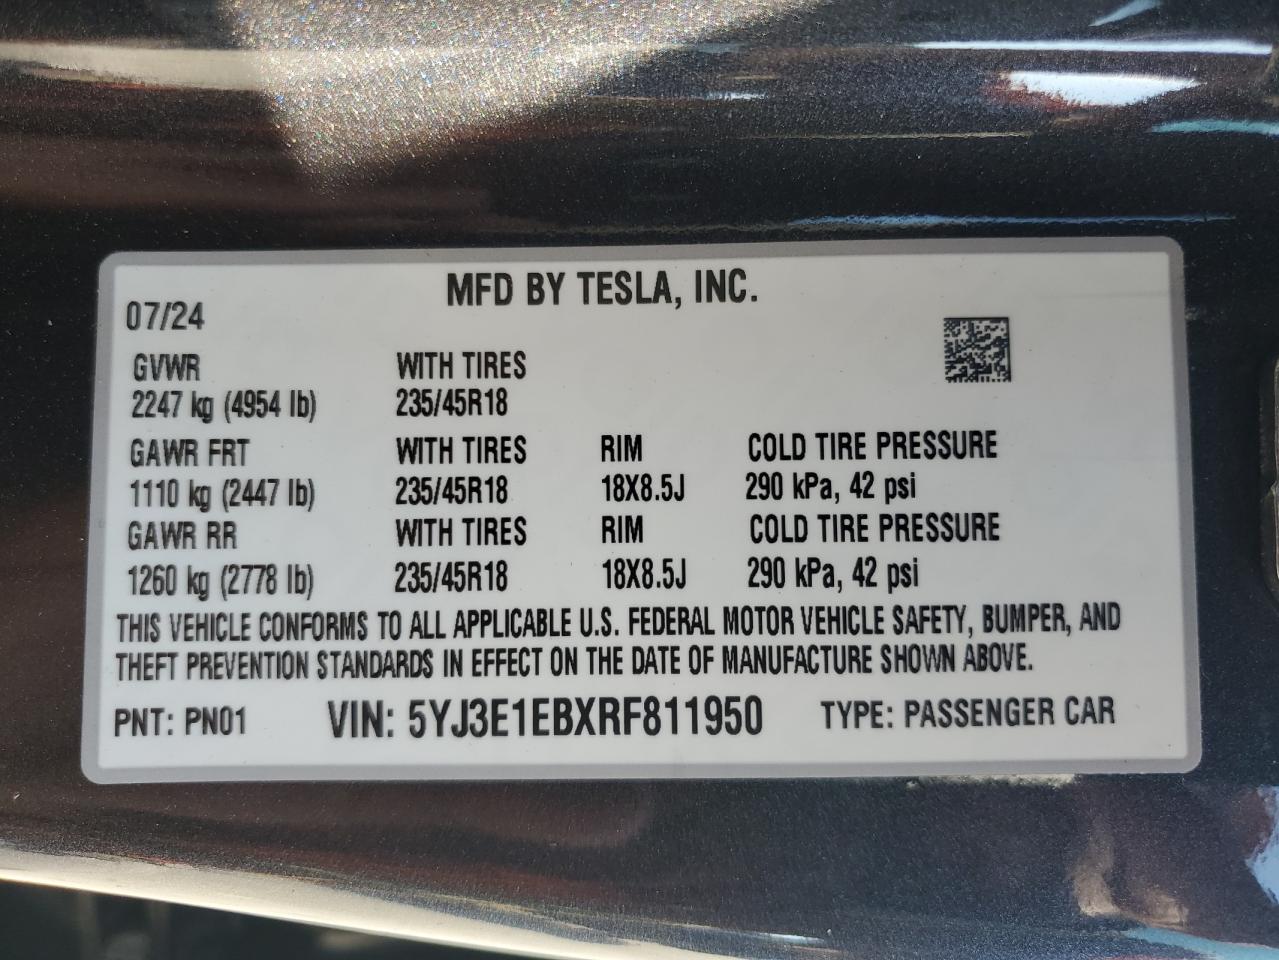 MFD BY TESLA, INC.
07/24
GVWR WITH TIRES
2247 kg (4954 lb) 235/45R18
GAWR FRT WITH TIRES RIM COLD TIRE PRESSURE
1110 kg (2447 lb) 235/45R18 18X8.5J 290 kPa, 42 psi
GAWR RR WITH TIRES RIM COLD TIRE PRESSURE
1260 kg (2778 lb) 235/45R18 18X8.5J 290 kPa, 42 psi
THIS VEHICLE CONFORMS TO ALL APPLICABLE U.S. FEDERAL MOTOR VEHICLE SAFETY, BUMPER, AND
THEFT PREVENTION STANDARDS IN EFFECT ON THE DATE OF MANUFACTURE SHOWN ABOVE.
PNT: PN01 VIN: 5YJ3E1EBXRF811950 TYPE: PASSENGER CAR